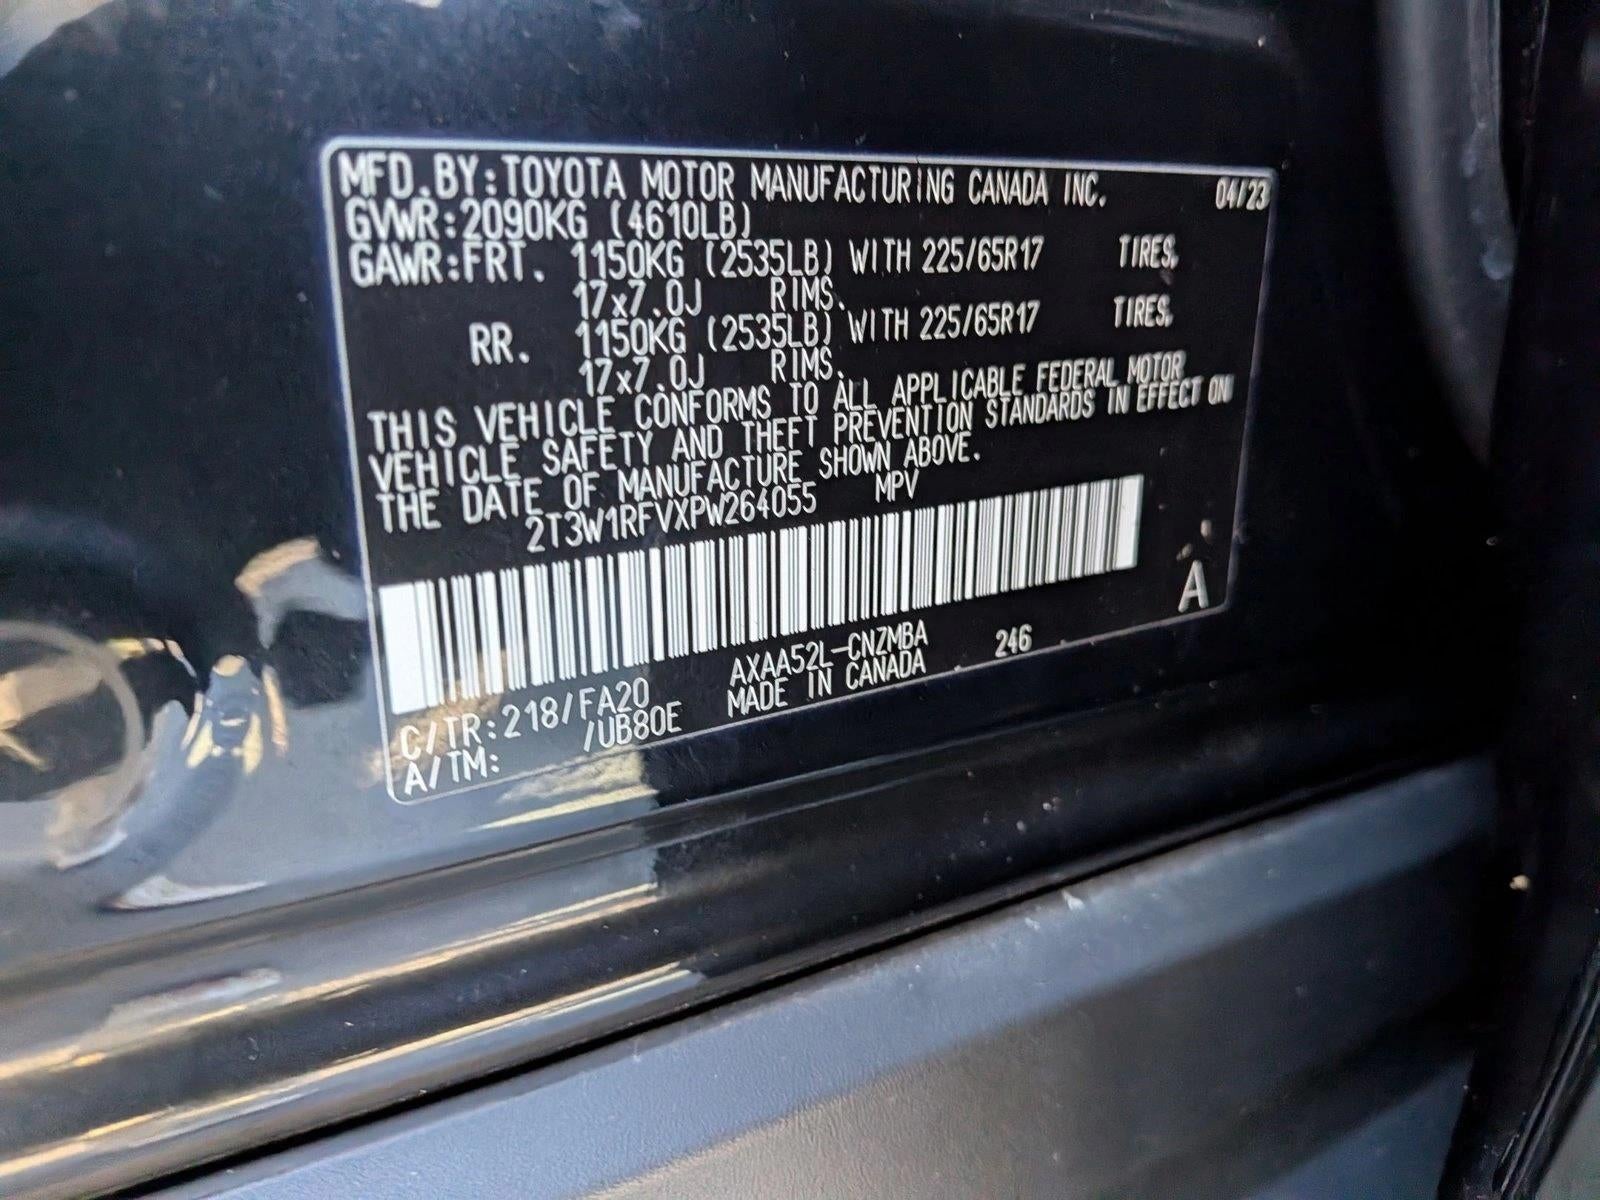 MFD.BY:TOYOTA MOTOR MANUFACTURING CANADA INC. 04/23
GVWR:2090KG (4610LB)
GAWR:FRT. 1150KG (2535LB) WITH 225/65R17 TIRES,
17x7.0J RIMS.
RR. 1150KG (2535LB) WITH 225/65R17 TIRES,
17x7.0J RIMS.
THIS VEHICLE CONFORMS TO ALL APPLICABLE FEDERAL MOTOR
VEHICLE SAFETY AND THEFT PREVENTION STANDARDS IN EFFECT ON
THE DATE OF MANUFACTURE SHOWN ABOVE.
2T3W1RFVXPW264055 MPV
A
AXAA52L-CNZMBA 246
C/TR:218/FA20 MADE IN CANADA
A/TM: /UB80E